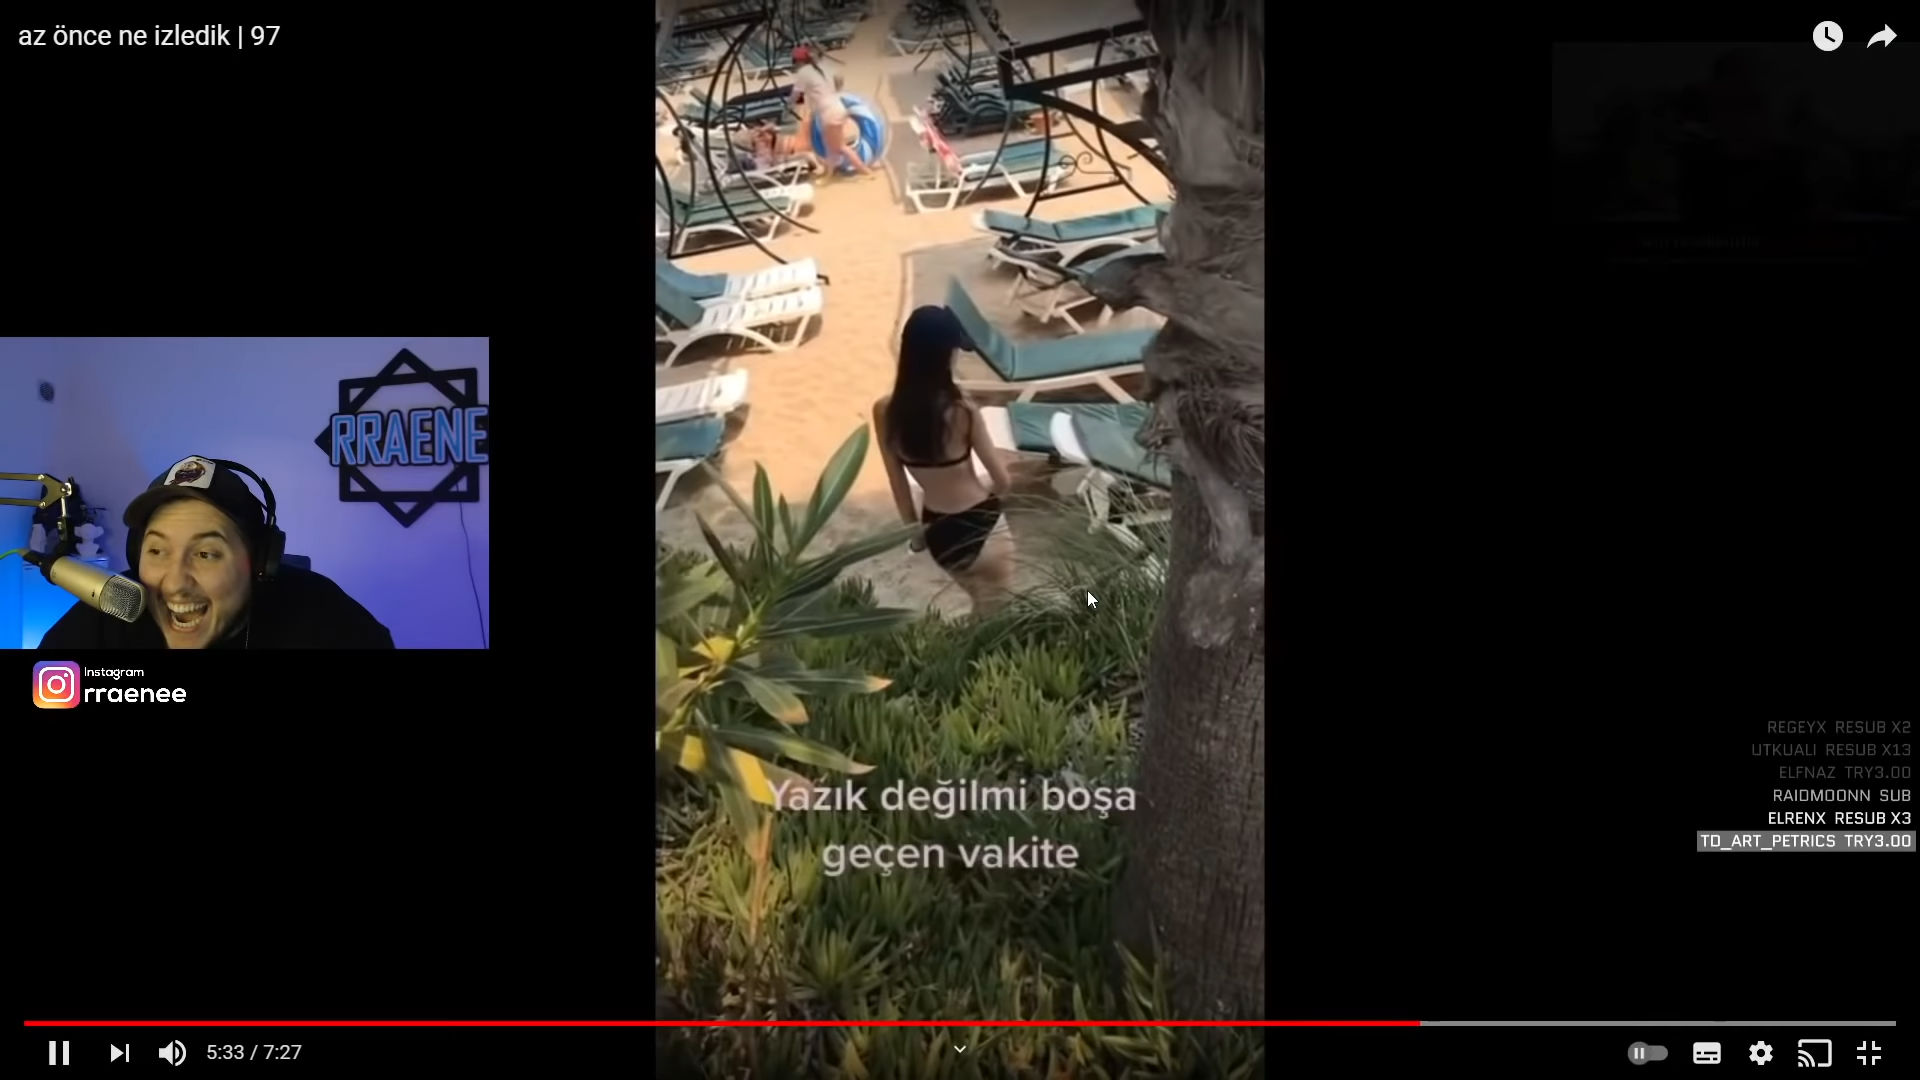 az önce ne izledik | 97
RRAENE
Instagram
rraenee
Yazık değilmi boşa
geçen vakite
REGEYX RESUB X2
UTKUALI RESUB X13
ELFNAZ TRY3.00
RAIDMOONN SUB
ELRENX RESUB X3
TD_ART_PETRICS TRY3.00
5:33 / 7:27